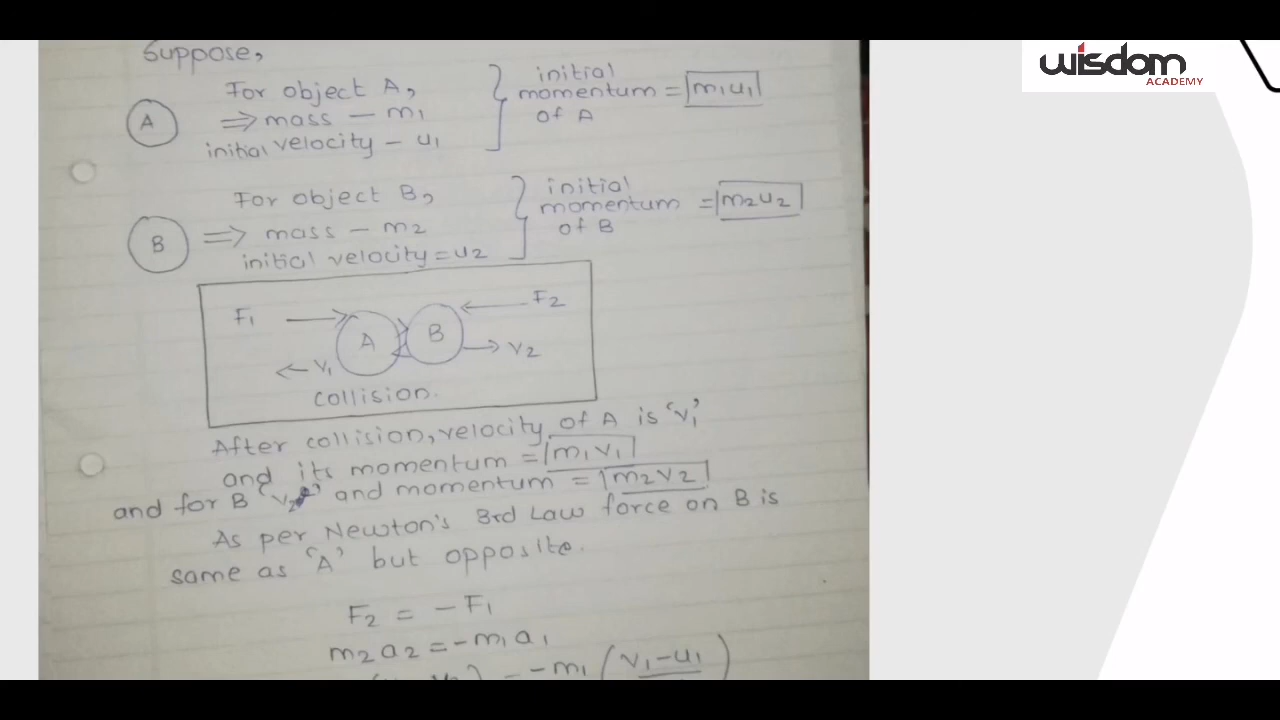 Suppose,
For object A,
A ⇒ mass - m1
initial velocity - u1
initial
momentum = m1u1
of A
For object B,
B ⇒ mass - m2
initial velocity = u2
initial
momentum = m2u2
of B
F1
F2
A
B
V1
V2
collision.
After collision, velocity of A is 'v1'
and its momentum = m1v1
and for B 'v2' and momentum = m2v2
As per Newton's 3rd Law force on B is
same as 'A' but opposite.
F2 = - F1
m2a2 = - m1a1
= - m1 (v1 - u1)
wisdom
ACADEMY